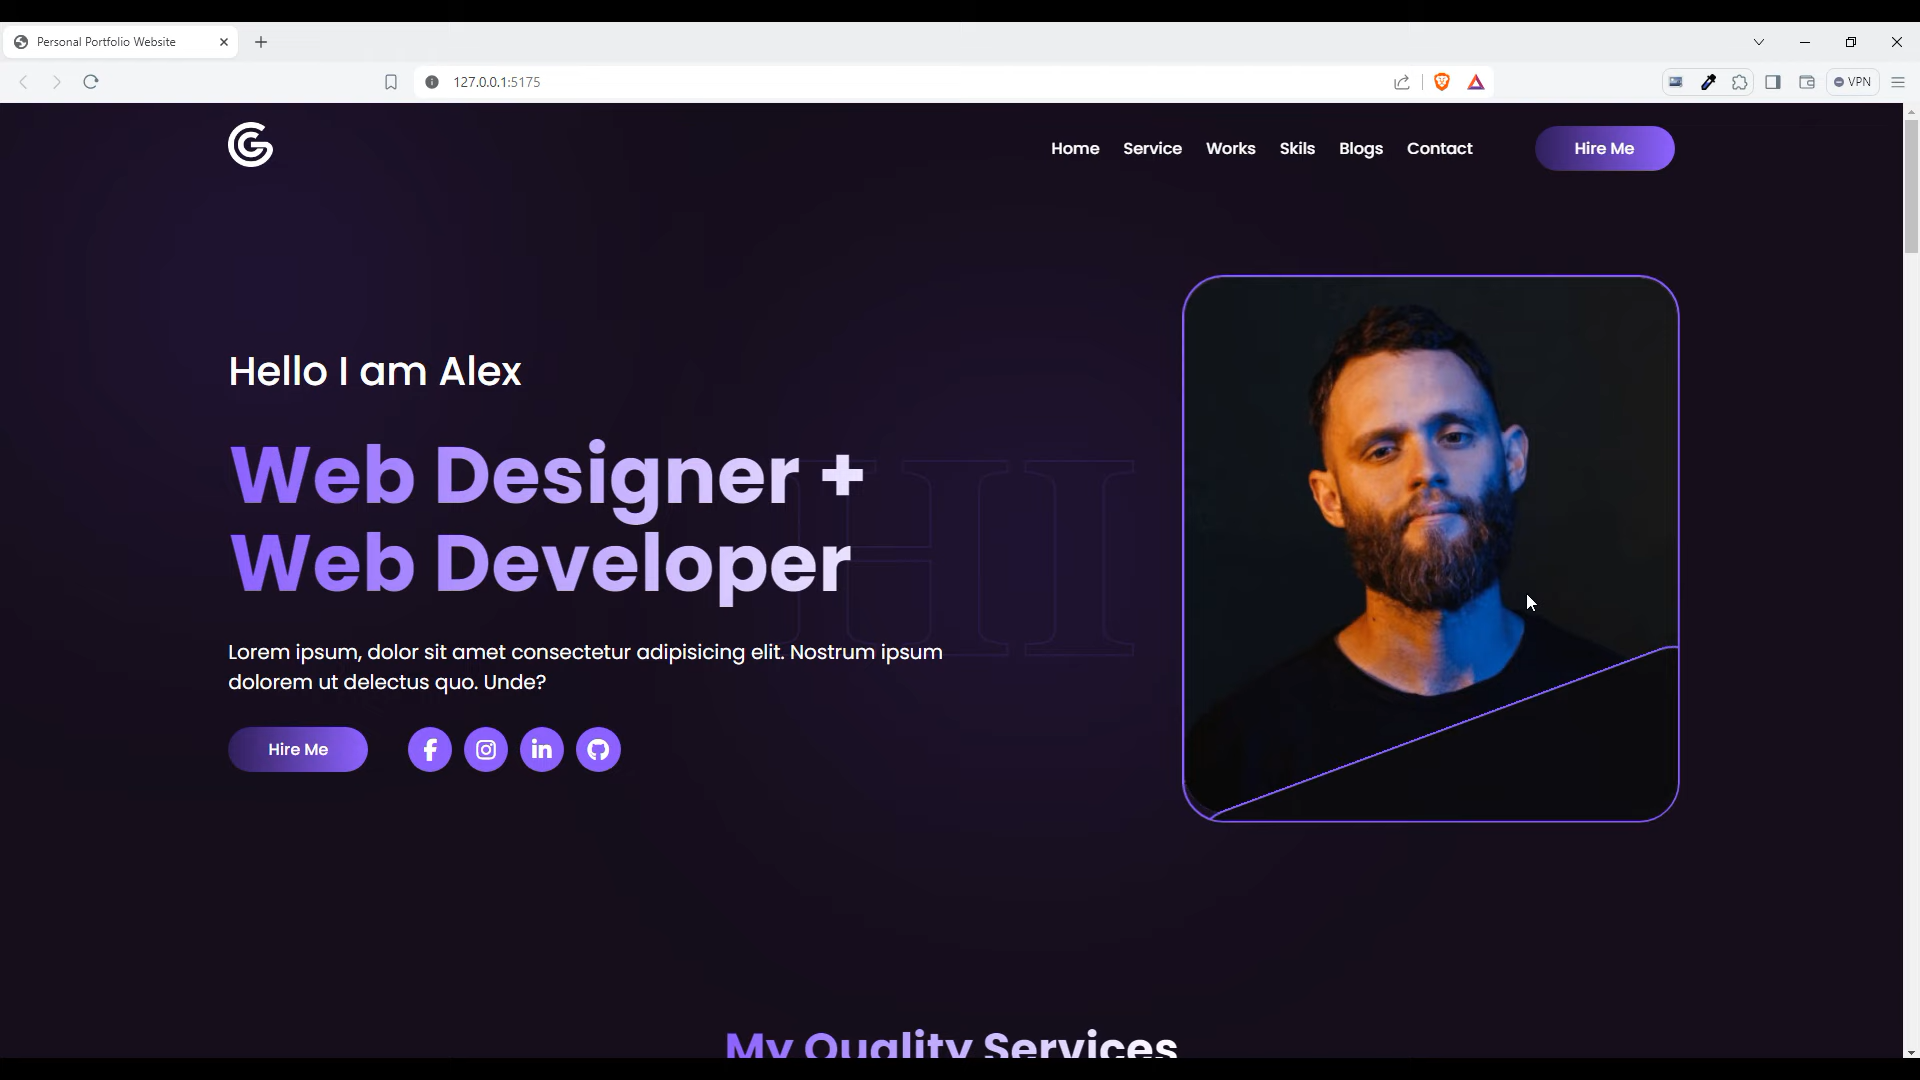 Personal Portfolio Website
127.0.0.1:5175
VPN
G
Home Service Works Skils Blogs Contact Hire Me
Hello I am Alex
HI
Web Designer +
Web Developer
Lorem ipsum, dolor sit amet consectetur adipisicing elit. Nostrum ipsum
dolorem ut delectus quo. Unde?
Hire Me
My Quality Services